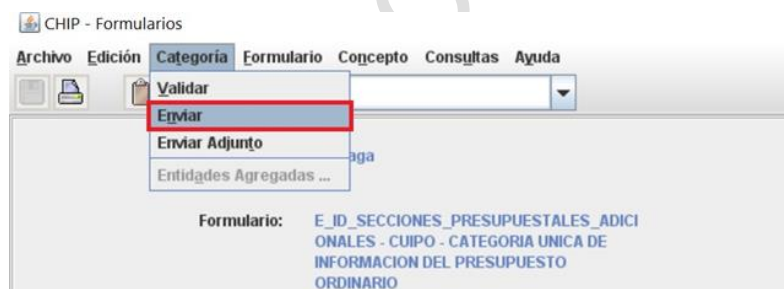 CHIP - Formularios
Archivo Edición Categoría Formulario Concepto Consultas Ayuda
Validar
Enviar
Enviar Adjunto
aga
Entidades Agregadas ...
Formulario: E_ID_SECCIONES_PRESUPUESTALES_ADICI
ONALES - CUIPO - CATEGORIA UNICA DE
INFORMACION DEL PRESUPUESTO
ORDINARIO